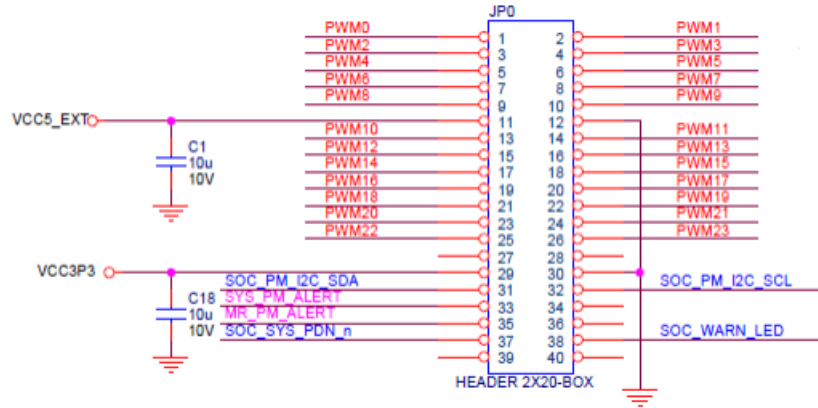 JP0
PWM0 1 2 PWM1
PWM2 3 4 PWM3
PWM4 5 6 PWM5
PWM6 7 8 PWM7
PWM8 9 10 PWM9
VCC5_EXT 11 12
PWM10 13 14 PWM11
C1
PWM12 15 16 PWM13
10u
PWM14 17 18 PWM15
10V
PWM16 19 20 PWM17
PWM18 21 22 PWM19
PWM20 23 24 PWM21
PWM22 25 26 PWM23
27 28
VCC3P3 29 30
SOC_PM_I2C_SDA 31 32 SOC_PM_I2C_SCL
C18
SYS_PM_ALERT 33 34
10u
MR_PM_ALERT 35 36
10V
SOC_SYS_PDN_n 37 38 SOC_WARN_LED
39 40
HEADER 2X20-BOX